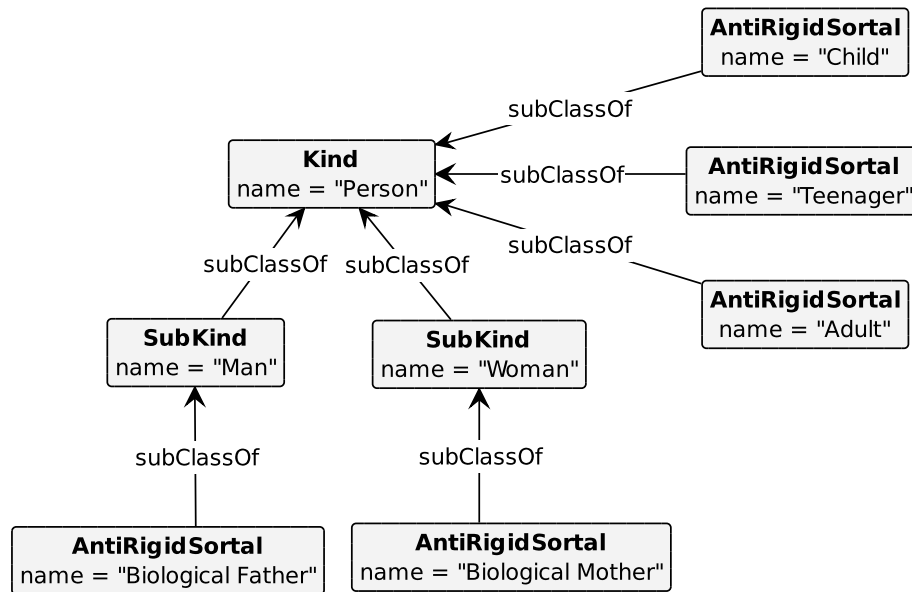 AntiRigidSortal
name = "Child"
subClassOf
Kind
name = "Person"
subClassOf
AntiRigidSortal
name = "Teenager"
subClassOf
subClassOf
subClassOf
AntiRigidSortal
name = "Adult"
SubKind
name = "Man"
SubKind
name = "Woman"
subClassOf
subClassOf
AntiRigidSortal
name = "Biological Father"
AntiRigidSortal
name = "Biological Mother"